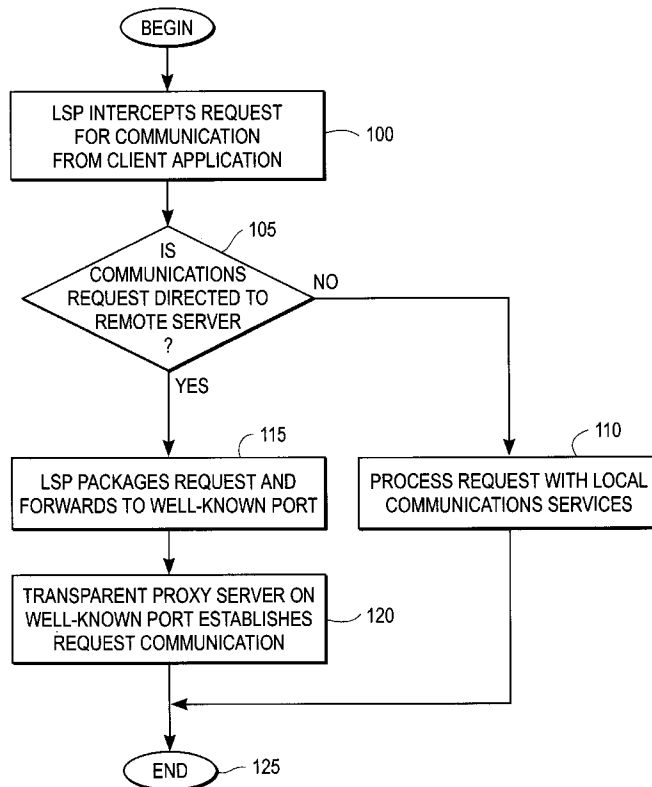 BEGIN
LSP INTERCEPTS REQUEST
FOR COMMUNICATION
FROM CLIENT APPLICATION
100
105
IS
COMMUNICATIONS
REQUEST DIRECTED TO
REMOTE SERVER
?
NO
YES
115
LSP PACKAGES REQUEST AND
FORWARDS TO WELL-KNOWN PORT
110
PROCESS REQUEST WITH LOCAL
COMMUNICATIONS SERVICES
TRANSPARENT PROXY SERVER ON
WELL-KNOWN PORT ESTABLISHES
REQUEST COMMUNICATION
120
END
125